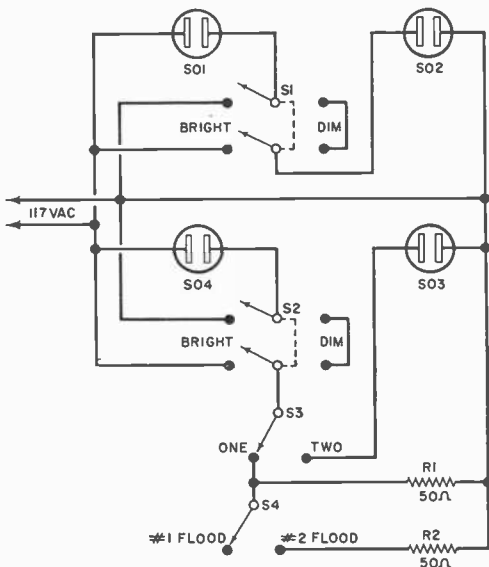 SO1
SO2
S1
BRIGHT
DIM
117VAC
SO4
SO3
S2
BRIGHT
DIM
S3
ONE
TWO
R1
50Ω
S4
#1 FLOOD
#2 FLOOD
R2
50Ω